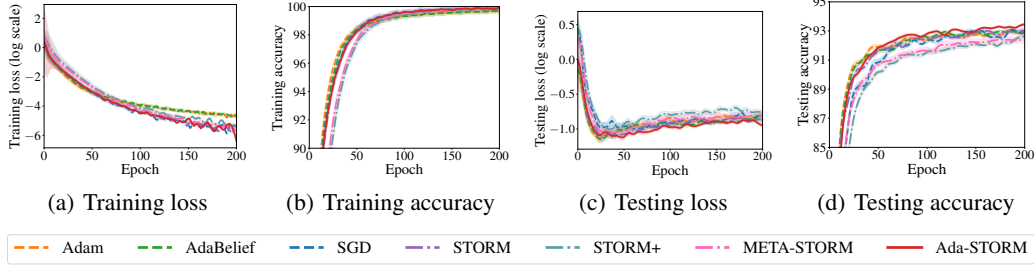 Training loss (log scale)
2
0
−2
−4
−6
0 50 100 150 200
Epoch
(a) Training loss
Training accuracy
100
98
96
94
92
90
0 50 100 150 200
Epoch
(b) Training accuracy
Testing loss (log scale)
0.5
0.0
−0.5
−1.0
0 50 100 150 200
Epoch
(c) Testing loss
Testing accuracy
95
93
91
89
87
85
0 50 100 150 200
Epoch
(d) Testing accuracy
Adam AdaBelief SGD STORM STORM+ META-STORM Ada-STORM